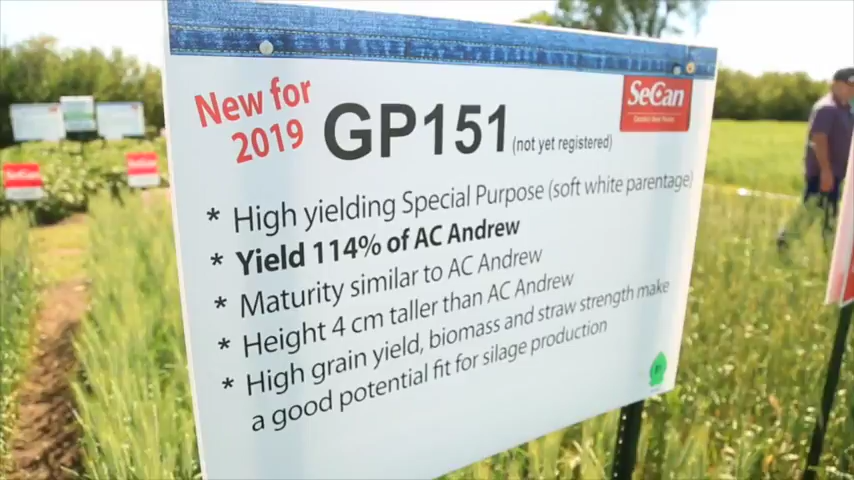 New for
2019
GP151 (not yet registered)
SeCan
* High yielding Special Purpose (soft white parentage)
* Yield 114% of AC Andrew
* Maturity similar to AC Andrew
* Height 4 cm taller than AC Andrew
* High grain yield, biomass and straw strength make
a good potential fit for silage production
SeCan
SeCan